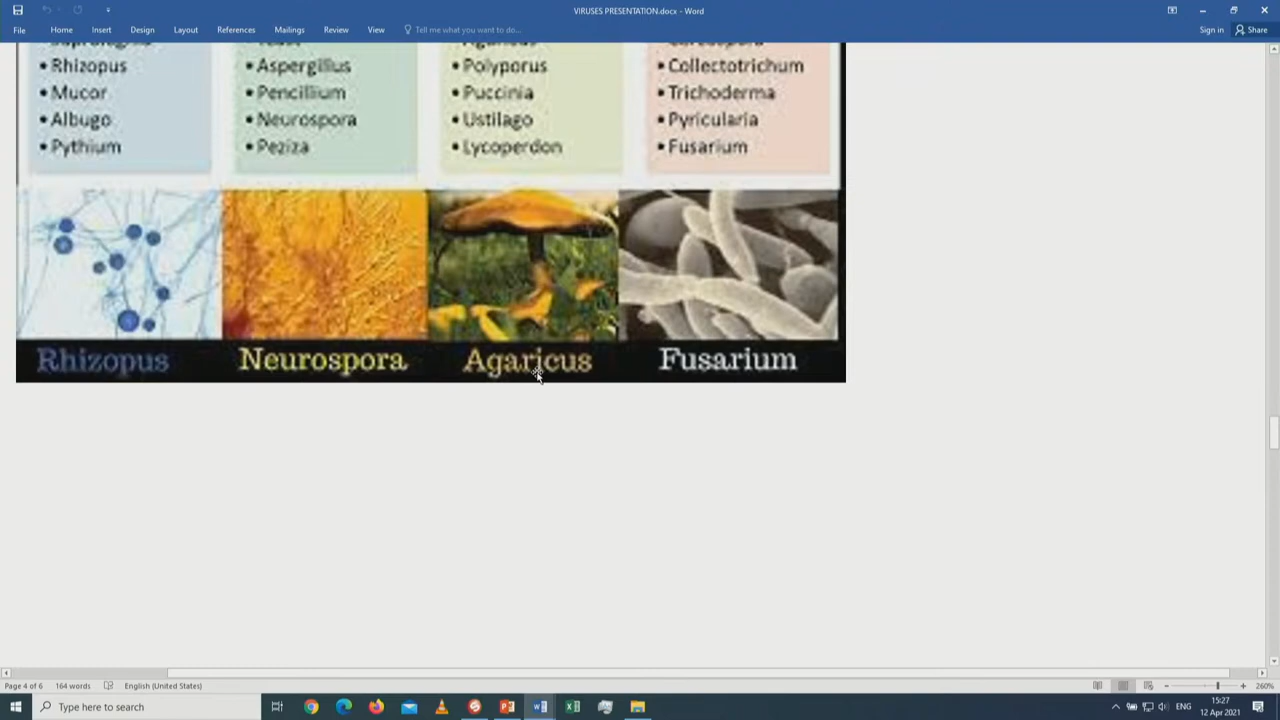 VIRUSES PRESENTATION.docx - Word
File Home Insert Design Layout References Mailings Review View Tell me what you want to do... Sign in Share
• Rhizopus
• Mucor
• Albugo
• Pythium
• Aspergillus
• Pencillium
• Neurospora
• Peziza
• Polyporus
• Puccinia
• Ustilago
• Lycoperdon
• Collectotrichum
• Trichoderma
• Pyricularia
• Fusarium
Rhizopus Neurospora Agaricus Fusarium
Page 4 of 6 164 words English (United States) 260%
Type here to search
ENG
15:27
12 Apr 2021